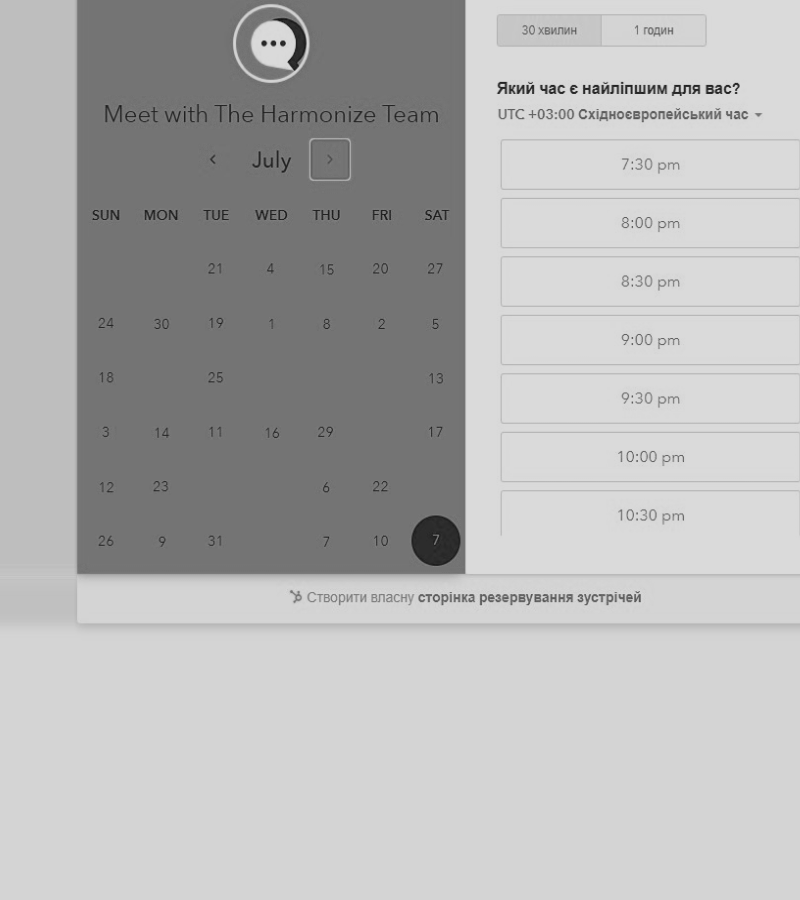 30 хвилин 1 годин
Який час є найліпшим для вас?
UTC +03:00 Східноєвропейський час
Meet with The Harmonize Team
July
SUN MON TUE WED THU FRI SAT
21 4 15 20 27
24 30 19 1 8 2 5
18 25 13
3 14 11 16 29 17
12 23 6 22
26 9 31 7 10 7
7:30 pm
8:00 pm
8:30 pm
9:00 pm
9:30 pm
10:00 pm
10:30 pm
Створити власну сторінка резервування зустрічей